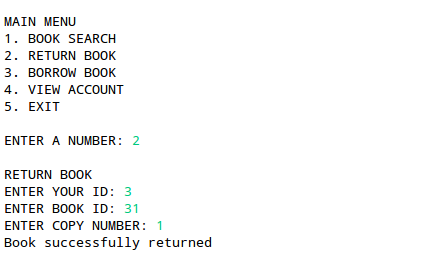 MAIN MENU
1. BOOK SEARCH
2. RETURN BOOK
3. BORROW BOOK
4. VIEW ACCOUNT
5. EXIT
ENTER A NUMBER: 2
RETURN BOOK
ENTER YOUR ID: 3
ENTER BOOK ID: 31
ENTER COPY NUMBER: 1
Book successfully returned